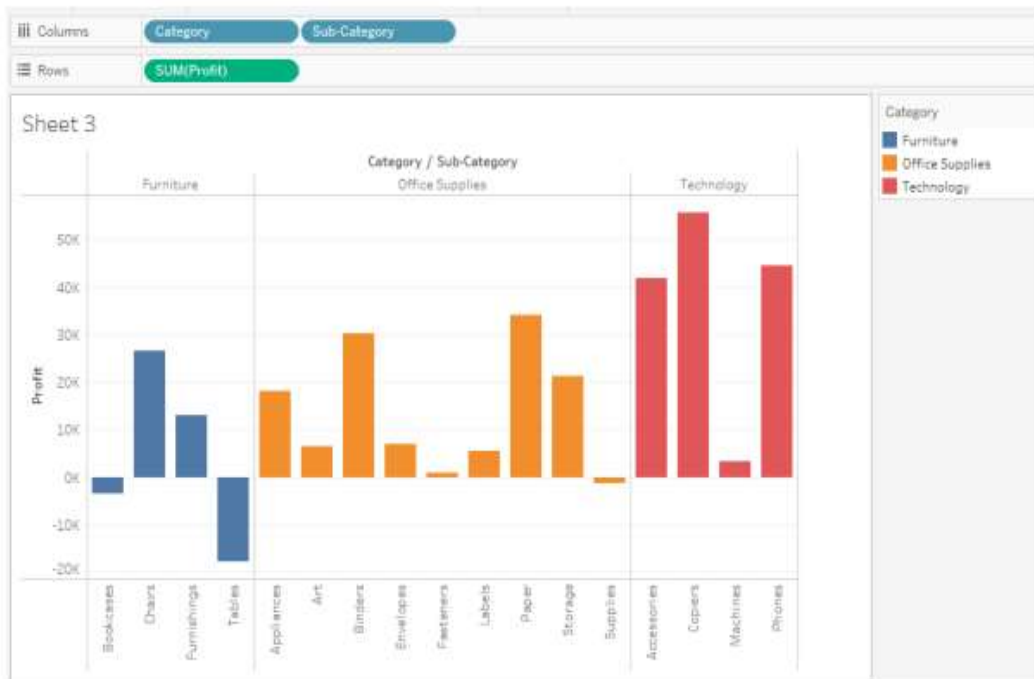 Columns Category Sub-Category
Rows SUM(Profit)
Sheet 3
Category
Furniture
Office Supplies
Technology
Category / Sub-Category
Furniture Office Supplies Technology
Profit
50K
40K
30K
20K
10K
0K
-10K
-20K
Bookcases
Chairs
Furnishings
Tables
Appliances
Art
Binders
Envelopes
Fasteners
Labels
Paper
Storage
Supplies
Accessories
Copiers
Machines
Phones